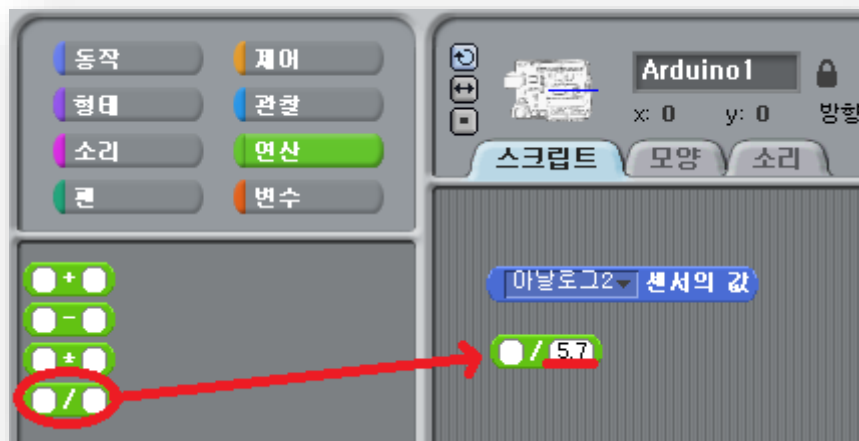 동작 제어
형태 관찰
소리 연산
펜 변수
Arduino1
x: 0 y: 0 방향
스크립트 모양 소리
+
-
*
/
아날로그2 센서의 값
/ 5.7